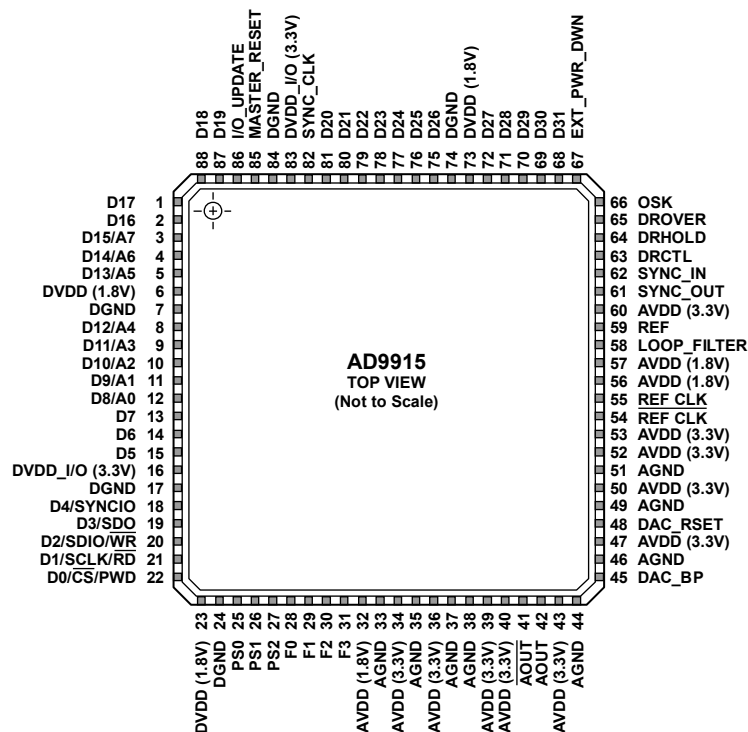 88 D18
87 D19
86 I/O_UPDATE
85 MASTER_RESET
84 DGND
83 DVDD_I/O (3.3V)
82 SYNC_CLK
81 D20
80 D21
79 D22
78 D23
77 D24
76 D25
75 D26
74 DGND
73 DVDD (1.8V)
72 D27
71 D28
70 D29
69 D30
68 D31
67 EXT_PWR_DWN
D17 1
D16 2
D15/A7 3
D14/A6 4
D13/A5 5
DVDD (1.8V) 6
DGND 7
D12/A4 8
D11/A3 9
D10/A2 10
D9/A1 11
D8/A0 12
D7 13
D6 14
D5 15
DVDD_I/O (3.3V) 16
DGND 17
D4/SYNCIO 18
D3/SDO 19
D2/SDIO/WR 20
D1/SCLK/RD 21
D0/CS/PWD 22
AD9915
TOP VIEW
(Not to Scale)
66 OSK
65 DROVER
64 DRHOLD
63 DRCTL
62 SYNC_IN
61 SYNC_OUT
60 AVDD (3.3V)
59 REF
58 LOOP_FILTER
57 AVDD (1.8V)
56 AVDD (1.8V)
55 REF CLK
54 REF CLK
53 AVDD (3.3V)
52 AVDD (3.3V)
51 AGND
50 AVDD (3.3V)
49 AGND
48 DAC_RSET
47 AVDD (3.3V)
46 AGND
45 DAC_BP
DVDD (1.8V) 23
DGND 24
PS0 25
PS1 26
PS2 27
F0 28
F1 29
F2 30
F3 31
AVDD (1.8V) 32
AGND 33
AVDD (3.3V) 34
AGND 35
AVDD (3.3V) 36
AGND 37
AGND 38
AVDD (3.3V) 39
AVDD (3.3V) 40
AOUT 41
AOUT 42
AVDD (3.3V) 43
AGND 44